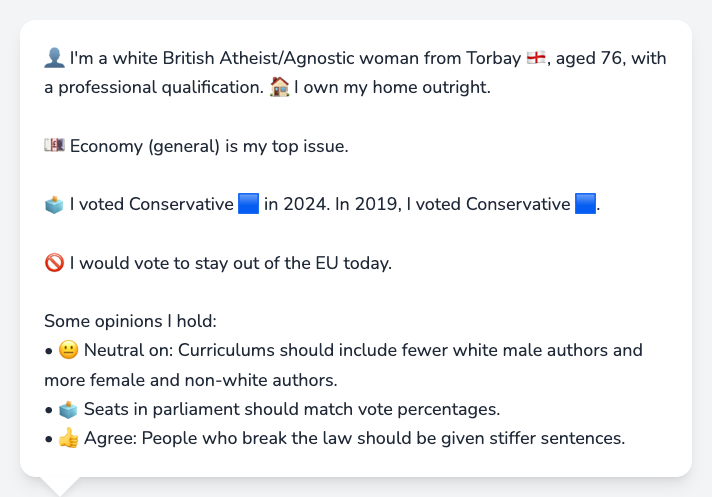 👤 I'm a white British Atheist/Agnostic woman from Torbay 🏴󠁧󠁢󠁥󠁮󠁧󠁿, aged 76, with
a professional qualification. 🏠 I own my home outright.
💷 Economy (general) is my top issue.
🗳️ I voted Conservative 🟦 in 2024. In 2019, I voted Conservative 🟦.
🚫 I would vote to stay out of the EU today.
Some opinions I hold:
• 😐 Neutral on: Curriculums should include fewer white male authors and
more female and non-white authors.
• 🗳️ Seats in parliament should match vote percentages.
• 👍 Agree: People who break the law should be given stiffer sentences.